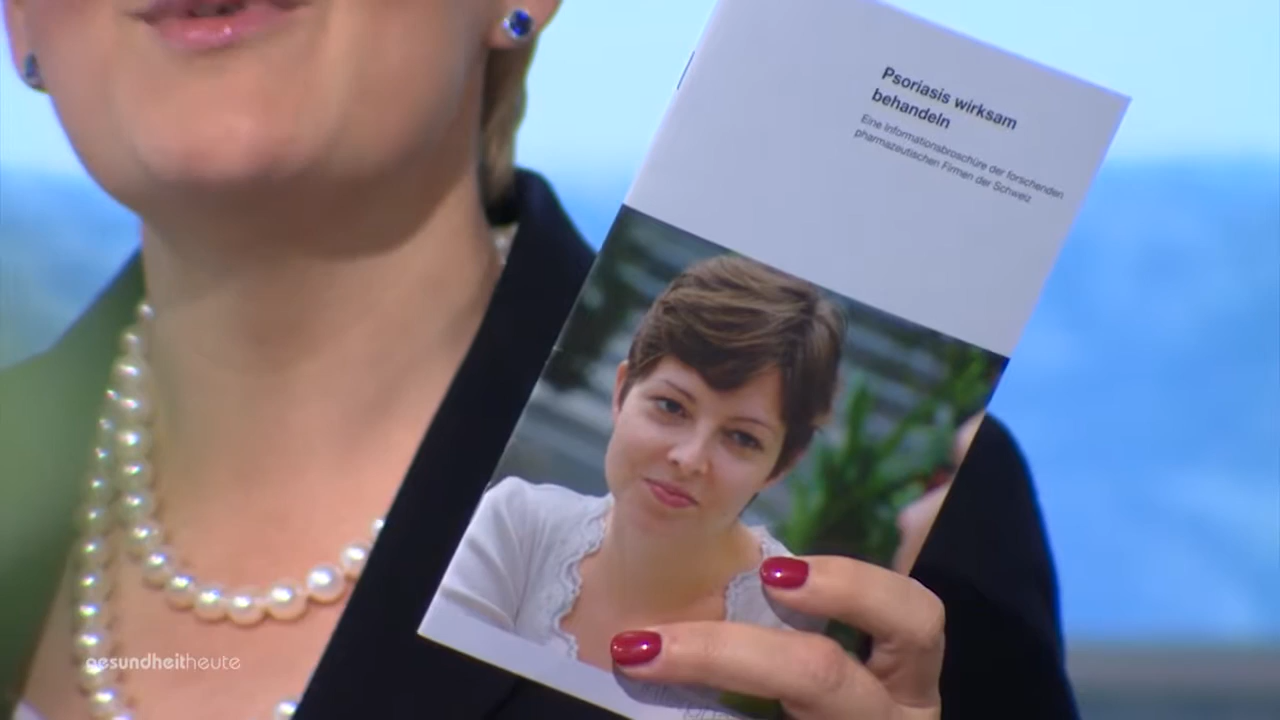 Psoriasis wirksam
behandeln
Eine Informationsbroschüre der forschenden
pharmazeutischen Firmen der Schweiz
gesundheitheute